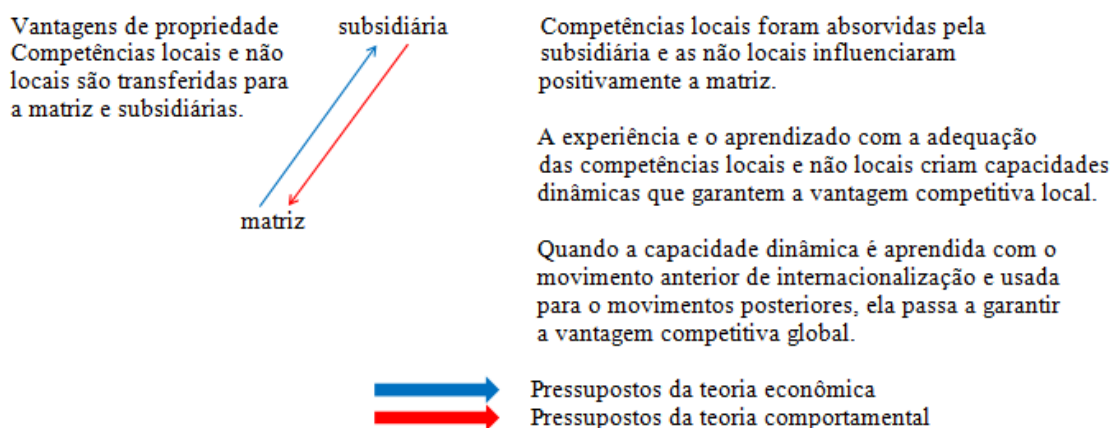 Vantagens de propriedade
Competências locais e não
locais são transferidas para
a matriz e subsidiárias.
subsidiária
matriz
Competências locais foram absorvidas pela
subsidiária e as não locais influenciaram
positivamente a matriz.
A experiência e o aprendizado com a adequação
das competências locais e não locais criam capacidades
dinâmicas que garantem a vantagem competitiva local.
Quando a capacidade dinâmica é aprendida com o
movimento anterior de internacionalização e usada
para o movimentos posteriores, ela passa a garantir
a vantagem competitiva global.
Pressupostos da teoria econômica
Pressupostos da teoria comportamental